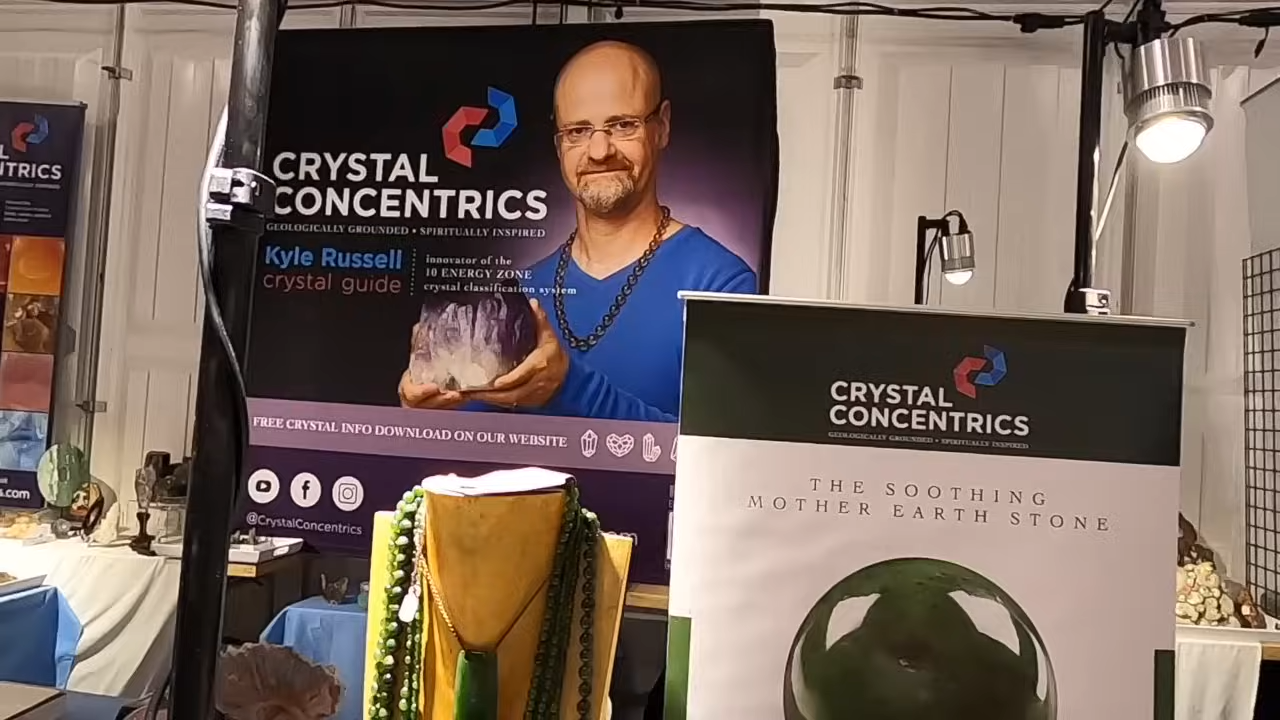 NTRICS
s.com
CRYSTAL
CONCENTRICS
GEOLOGICALLY GROUNDED • SPIRITUALLY INSPIRED
Kyle Russell
crystal guide
innovator of the
10 ENERGY ZONE
crystal classification system
FREE CRYSTAL INFO DOWNLOAD ON OUR WEBSITE
@CrystalConcentrics
CRYSTAL
CONCENTRICS
GEOLOGICALLY GROUNDED • SPIRITUALLY INSPIRED
THE SOOTHING
MOTHER EARTH STONE